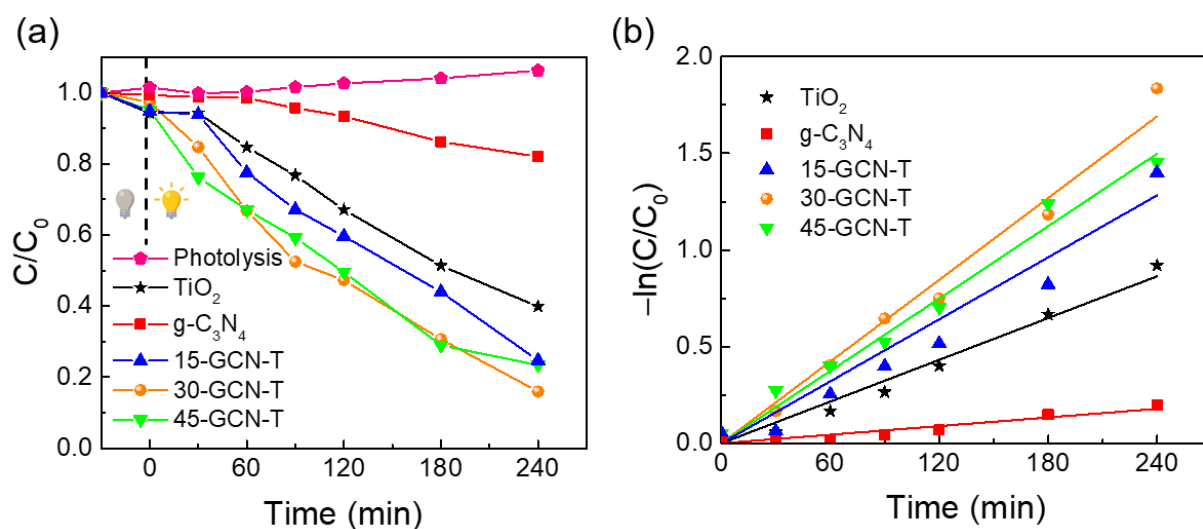 (a)
C/C₀
1.0
0.8
0.6
0.4
0.2
0.0
Photolysis
TiO₂
g-C₃N₄
15-GCN-T
30-GCN-T
45-GCN-T
0 60 120 180 240
Time (min)
(b)
–ln(C/C₀)
2.0
1.5
1.0
0.5
0.0
TiO₂
g-C₃N₄
15-GCN-T
30-GCN-T
45-GCN-T
0 60 120 180 240
Time (min)